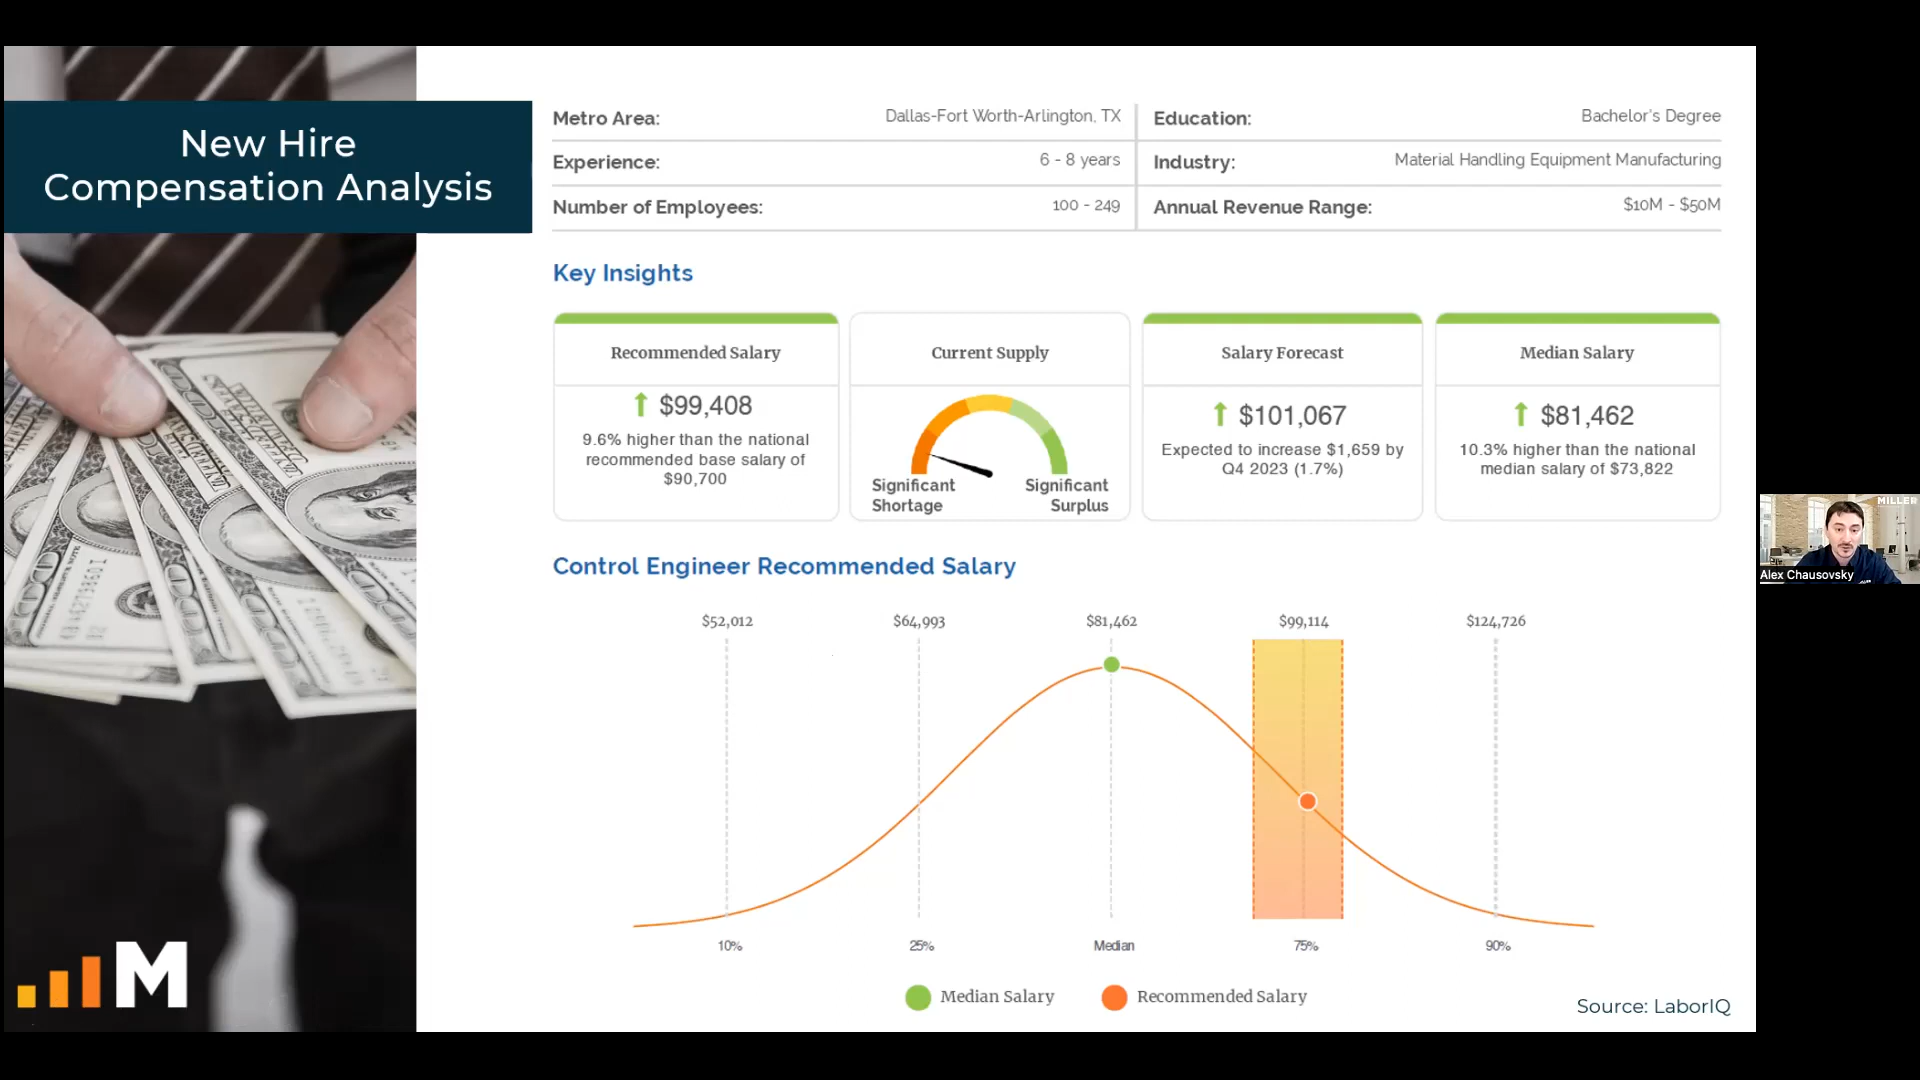 New Hire
Compensation Analysis
Metro Area: Dallas-Fort Worth-Arlington, TX
Education: Bachelor's Degree
Experience: 6 - 8 years
Industry: Material Handling Equipment Manufacturing
Number of Employees: 100 - 249
Annual Revenue Range: $10M - $50M
Key Insights
Recommended Salary
$99,408
9.6% higher than the national
recommended base salary of
$90,700
Current Supply
Significant
Shortage
Significant
Surplus
Salary Forecast
$101,067
Expected to increase $1,659 by
Q4 2023 (1.7%)
Median Salary
$81,462
10.3% higher than the national
median salary of $73,822
MILLER
Alex Chausovsky
Control Engineer Recommended Salary
$52,012 $64,993 $81,462 $99,114 $124,726
10% 25% Median 75% 90%
Median Salary Recommended Salary
M
Source: LaborIQ